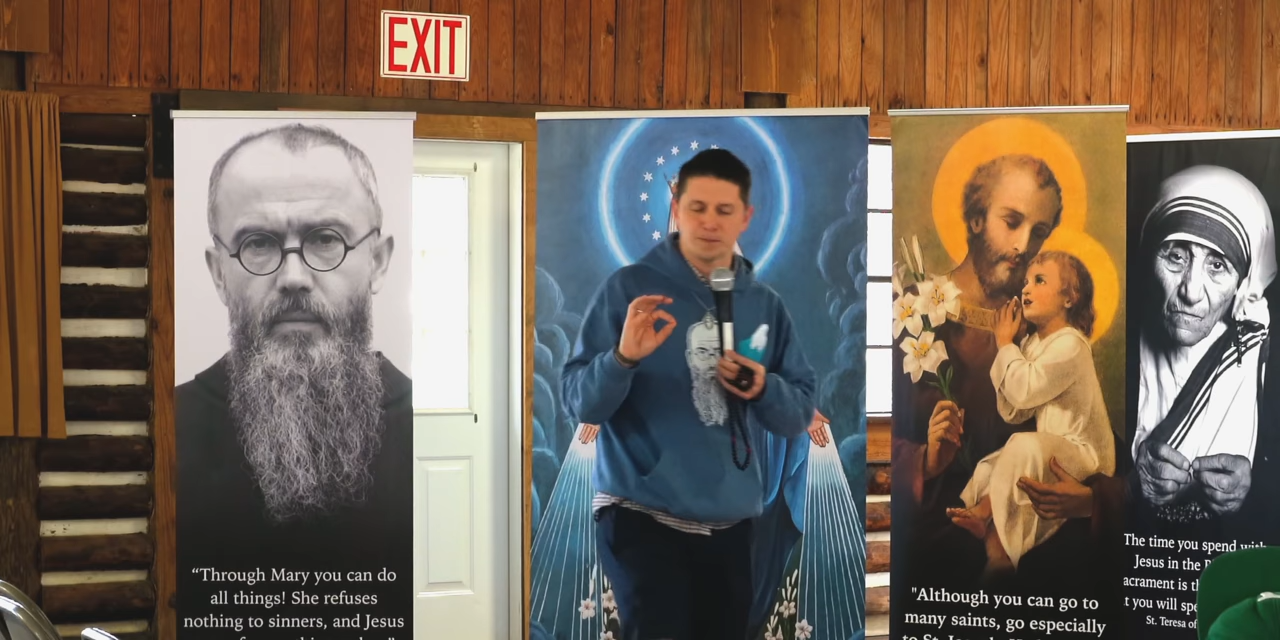 EXIT
“Through Mary you can do
all things! She refuses
nothing to sinners, and Jesus
"Although you can go to
many saints, go especially
The time you spend with
Jesus in the
acrament is th
t you will spe
St. Teresa of